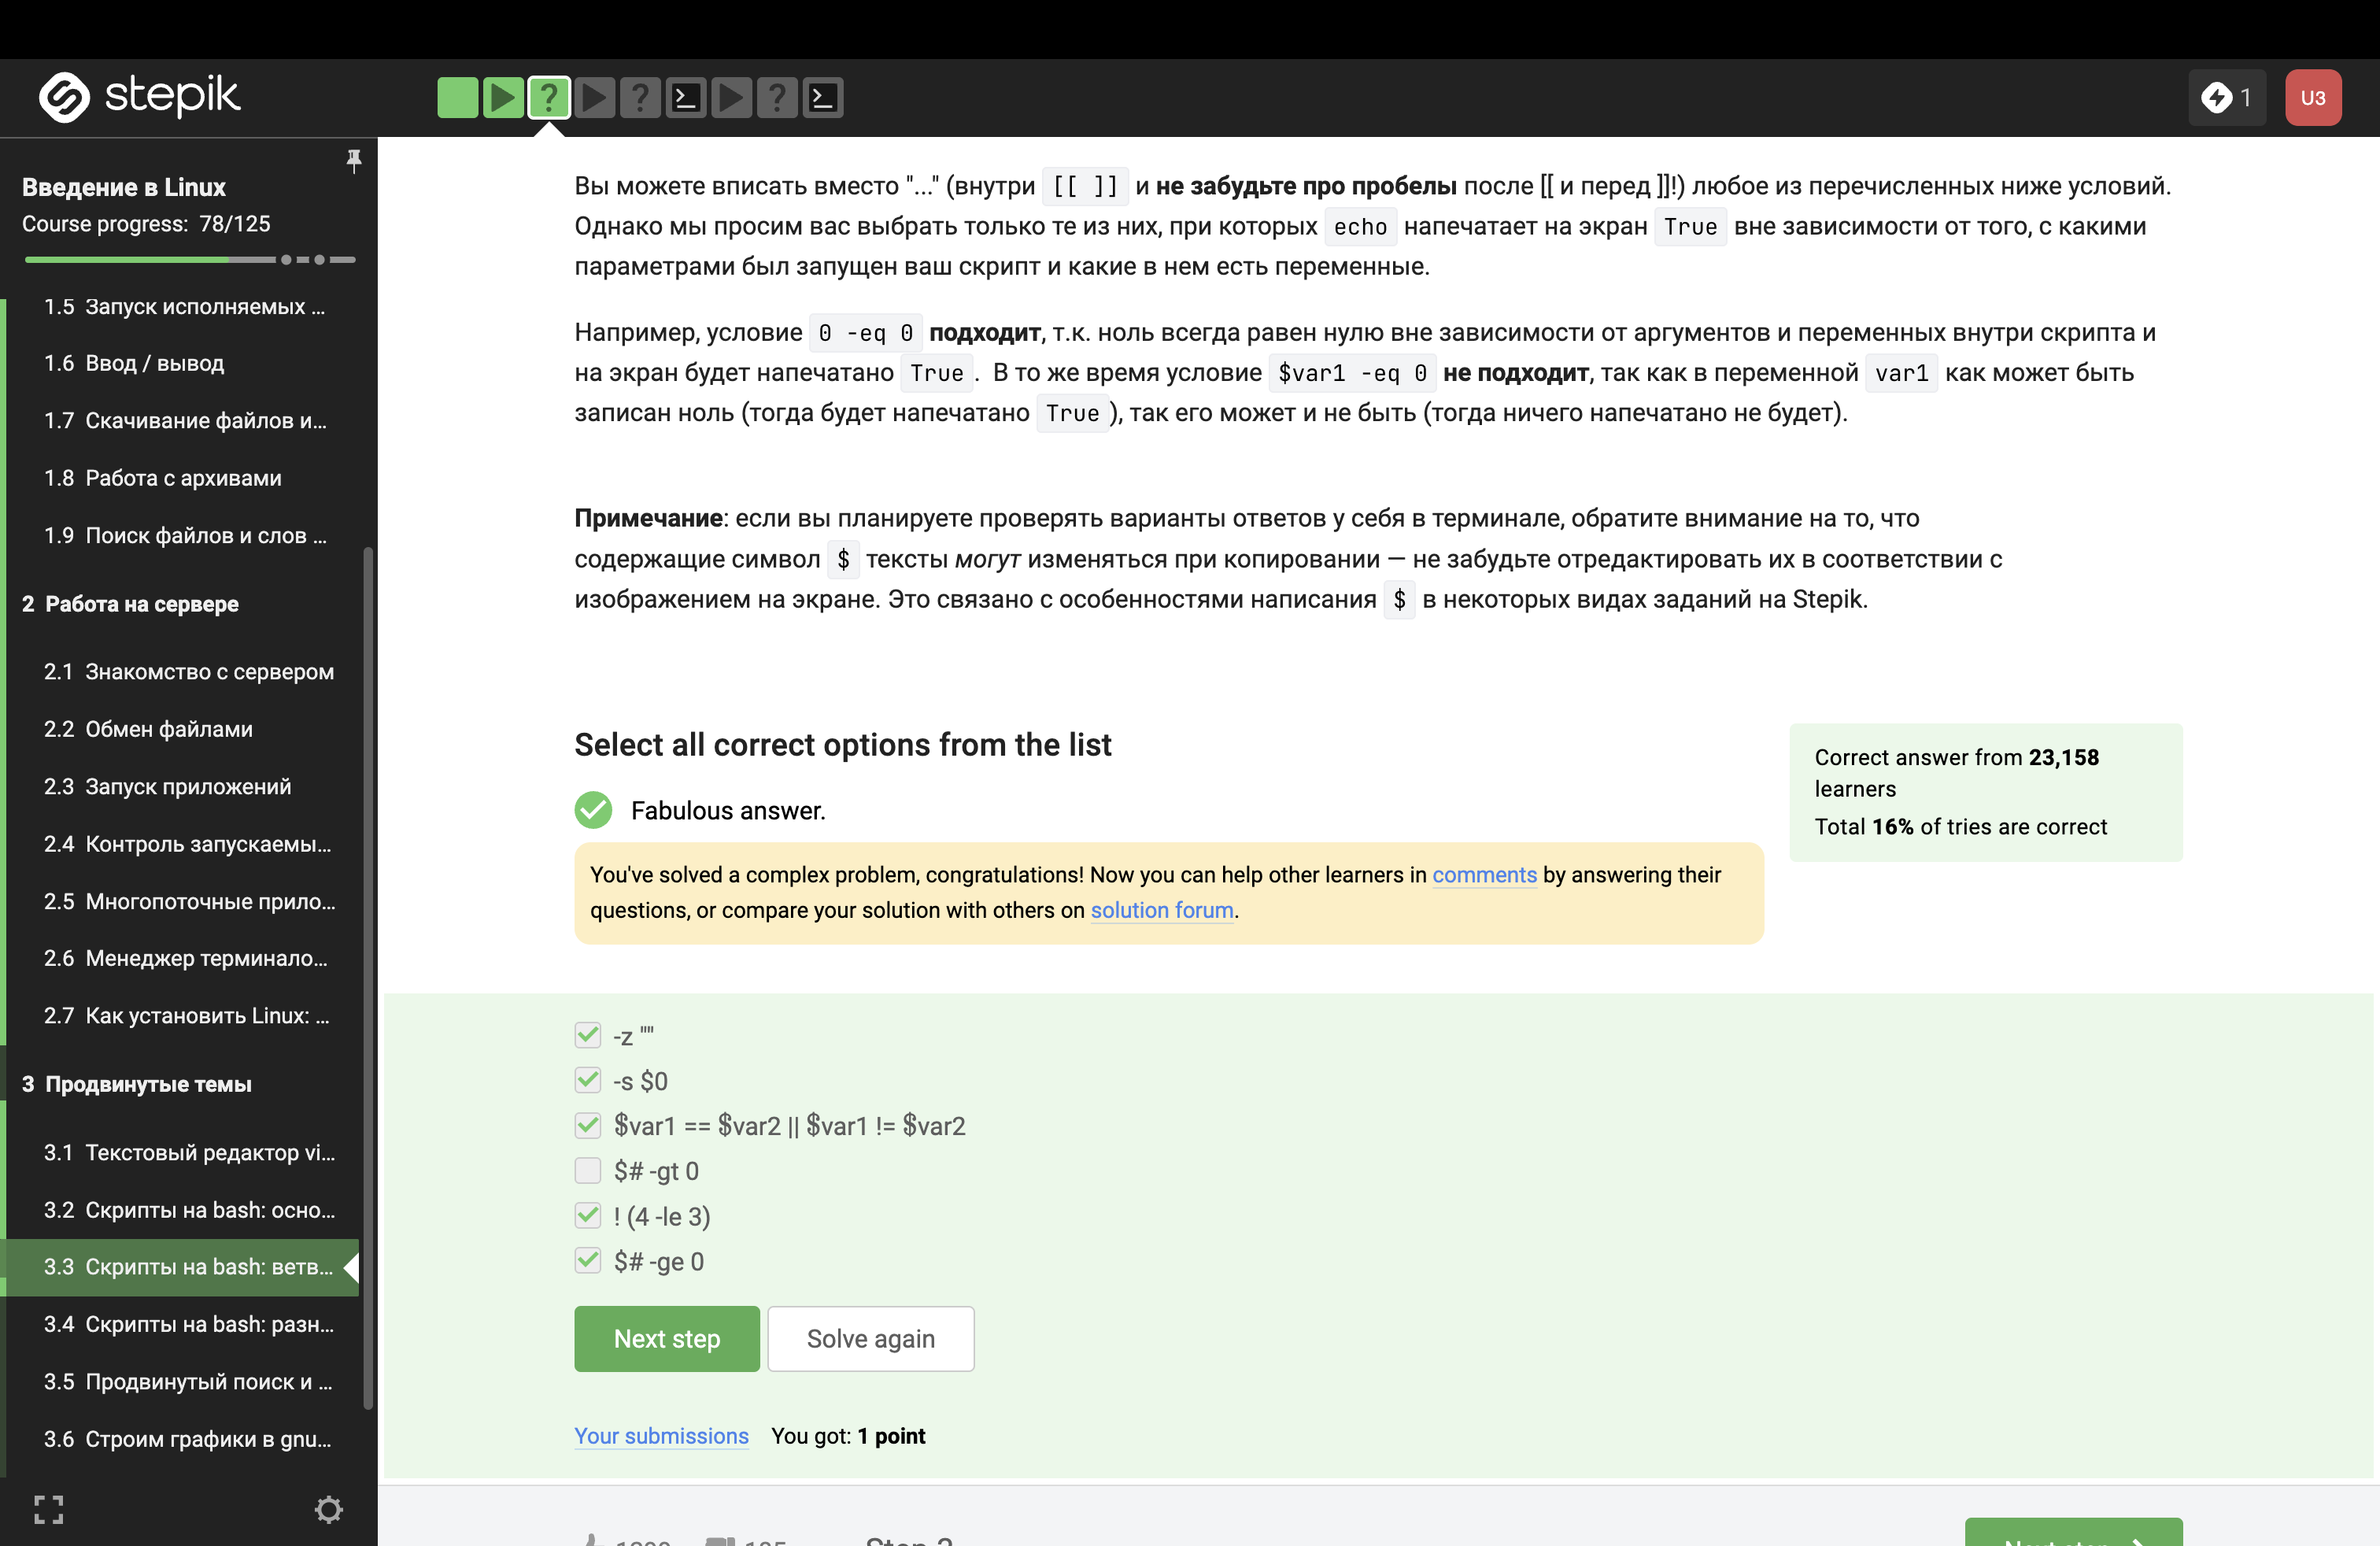 stepik
1
U3
Введение в Linux
Course progress: 78/125
1.5 Запуск исполняемых ...
1.6 Ввод / вывод
1.7 Скачивание файлов и...
1.8 Работа с архивами
1.9 Поиск файлов и слов ...
2 Работа на сервере
2.1 Знакомство с сервером
2.2 Обмен файлами
2.3 Запуск приложений
2.4 Контроль запускаемы...
2.5 Многопоточные прило...
2.6 Менеджер терминало...
2.7 Как установить Linux: ...
3 Продвинутые темы
3.1 Текстовый редактор vi...
3.2 Скрипты на bash: осно...
3.3 Скрипты на bash: ветв...
3.4 Скрипты на bash: разн...
3.5 Продвинутый поиск и ...
3.6 Строим графики в gnu...
Вы можете вписать вместо "..." (внутри [[ ]] и не забудьте про пробелы после [[ и перед ]]!) любое из перечисленных ниже условий.
Однако мы просим вас выбрать только те из них, при которых echo напечатает на экран True вне зависимости от того, с какими
параметрами был запущен ваш скрипт и какие в нем есть переменные.
Например, условие 0 -eq 0 подходит, т.к. ноль всегда равен нулю вне зависимости от аргументов и переменных внутри скрипта и
на экран будет напечатано True . В то же время условие $var1 -eq 0 не подходит, так как в переменной var1 как может быть
записан ноль (тогда будет напечатано True ), так его может и не быть (тогда ничего напечатано не будет).
Примечание: если вы планируете проверять варианты ответов у себя в терминале, обратите внимание на то, что
содержащие символ $ тексты могут изменяться при копировании — не забудьте отредактировать их в соответствии с
изображением на экране. Это связано с особенностями написания $ в некоторых видах заданий на Stepik.
Select all correct options from the list
Fabulous answer.
You've solved a complex problem, congratulations! Now you can help other learners in comments by answering their
questions, or compare your solution with others on solution forum.
Correct answer from 23,158
learners
Total 16% of tries are correct
-z ""
-s $0
$var1 == $var2 || $var1 != $var2
$# -gt 0
! (4 -le 3)
$# -ge 0
Next step
Solve again
Your submissions You got: 1 point